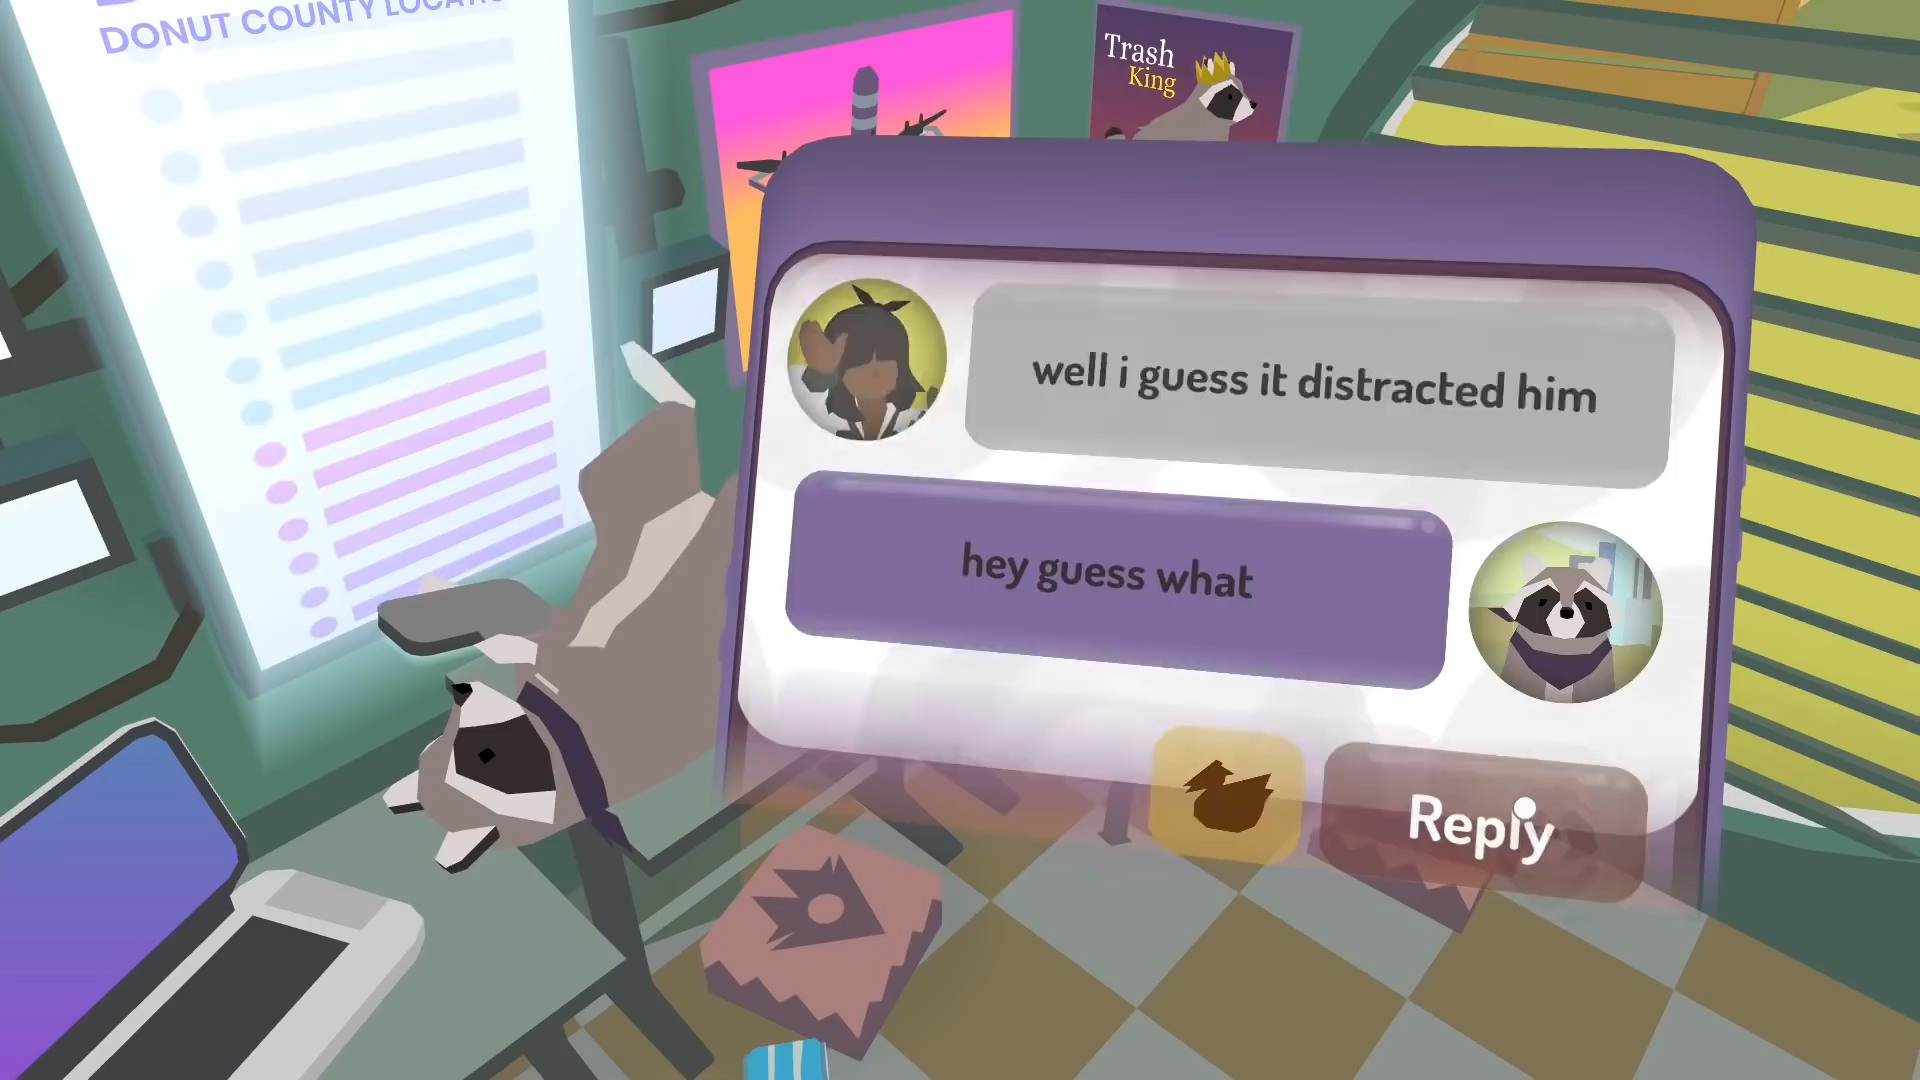 DONUT COUNTY
Trash
King
well i guess it distracted him
hey guess what
Reply